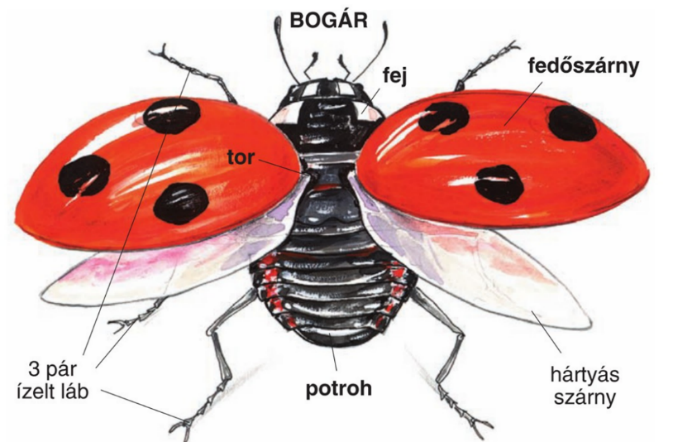 BOGÁR
fej
fedőszárny
tor
3 pár
ízelt láb
potroh
hártyás
szárny